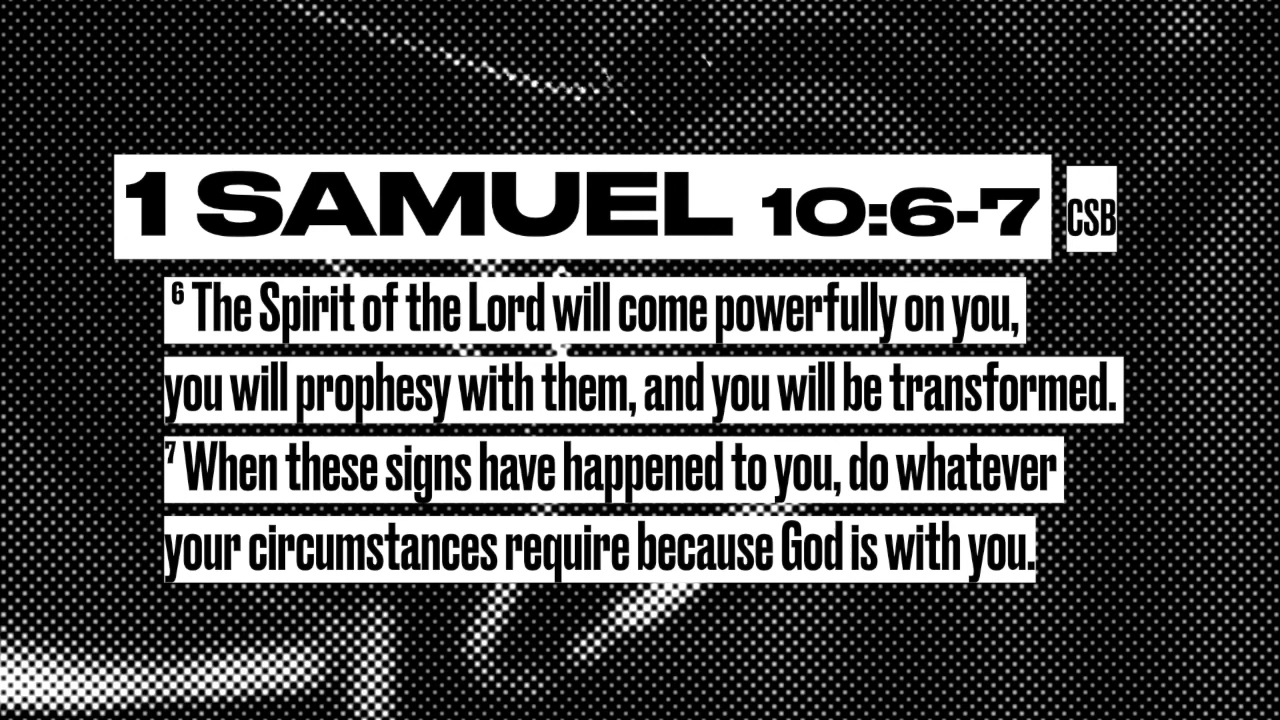 1 SAMUEL 10:6-7 CSB
6 The Spirit of the Lord will come powerfully on you,
you will prophesy with them, and you will be transformed.
7 When these signs have happened to you, do whatever
your circumstances require because God is with you.